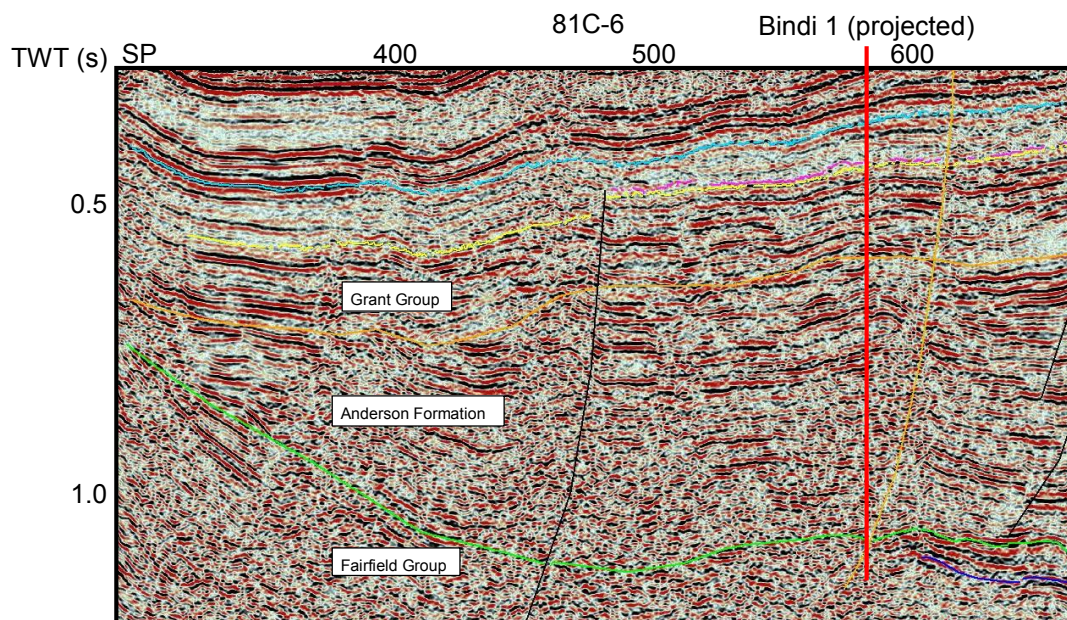 81C-6
Bindi 1 (projected)
TWT (s) SP 400 500 600
0.5
Grant Group
Anderson Formation
1.0
Fairfield Group